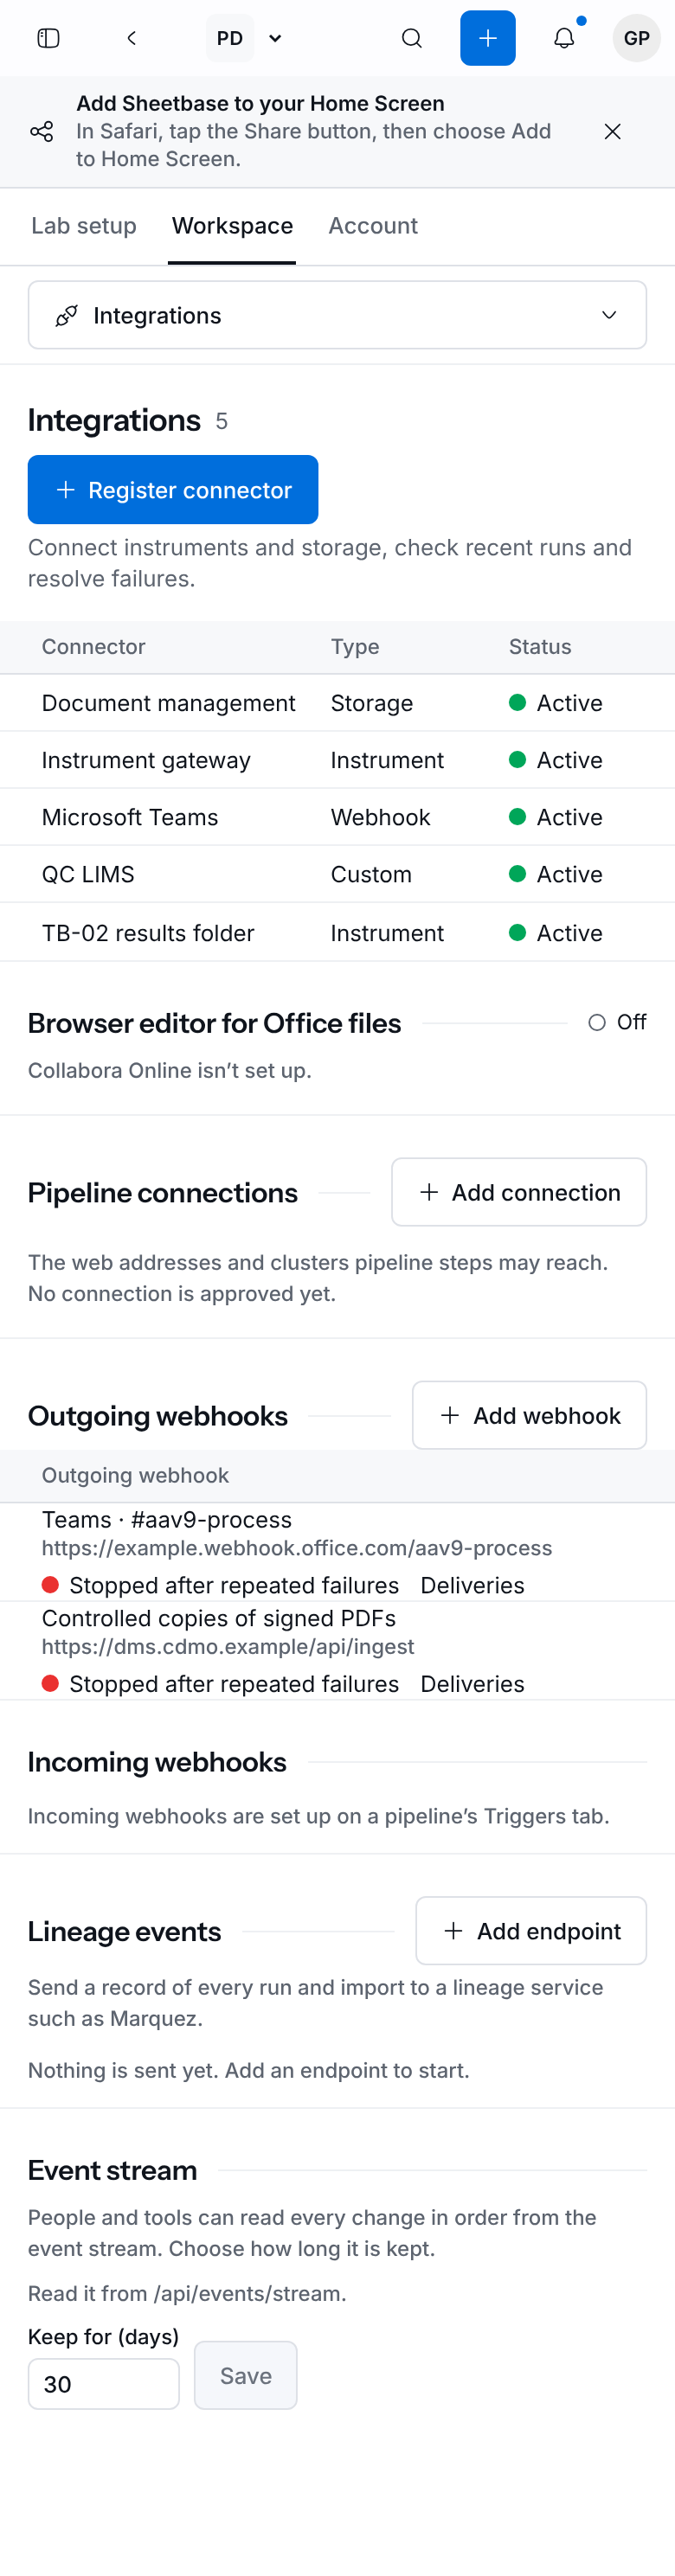 PD
GP
Add Sheetbase to your Home Screen
In Safari, tap the Share button, then choose Add
to Home Screen.
Lab setup Workspace Account
Integrations
Integrations 5
Register connector
Connect instruments and storage, check recent runs and
resolve failures.
Connector Type Status
Document management Storage Active
Instrument gateway Instrument Active
Microsoft Teams Webhook Active
QC LIMS Custom Active
TB-02 results folder Instrument Active
Browser editor for Office files Off
Collabora Online isn’t set up.
Pipeline connections Add connection
The web addresses and clusters pipeline steps may reach.
No connection is approved yet.
Outgoing webhooks Add webhook
Outgoing webhook
Teams · #aav9-process
https://example.webhook.office.com/aav9-process
Stopped after repeated failures Deliveries
Controlled copies of signed PDFs
https://dms.cdmo.example/api/ingest
Stopped after repeated failures Deliveries
Incoming webhooks
Incoming webhooks are set up on a pipeline’s Triggers tab.
Lineage events Add endpoint
Send a record of every run and import to a lineage service
such as Marquez.
Nothing is sent yet. Add an endpoint to start.
Event stream
People and tools can read every change in order from the
event stream. Choose how long it is kept.
Read it from /api/events/stream.
Keep for (days)
30 Save